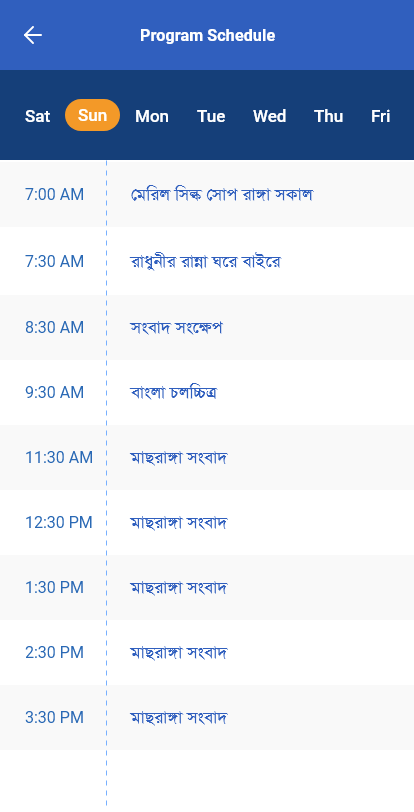 Program Schedule
Sat Sun Mon Tue Wed Thu Fri
7:00 AM মেরিল সিল্ক সোপ রাঙ্গা সকাল
7:30 AM রাধুনীর রান্না ঘরে বাইরে
8:30 AM সংবাদ সংক্ষেপ
9:30 AM বাংলা চলচ্চিত্র
11:30 AM মাছরাঙ্গা সংবাদ
12:30 PM মাছরাঙ্গা সংবাদ
1:30 PM মাছরাঙ্গা সংবাদ
2:30 PM মাছরাঙ্গা সংবাদ
3:30 PM মাছরাঙ্গা সংবাদ